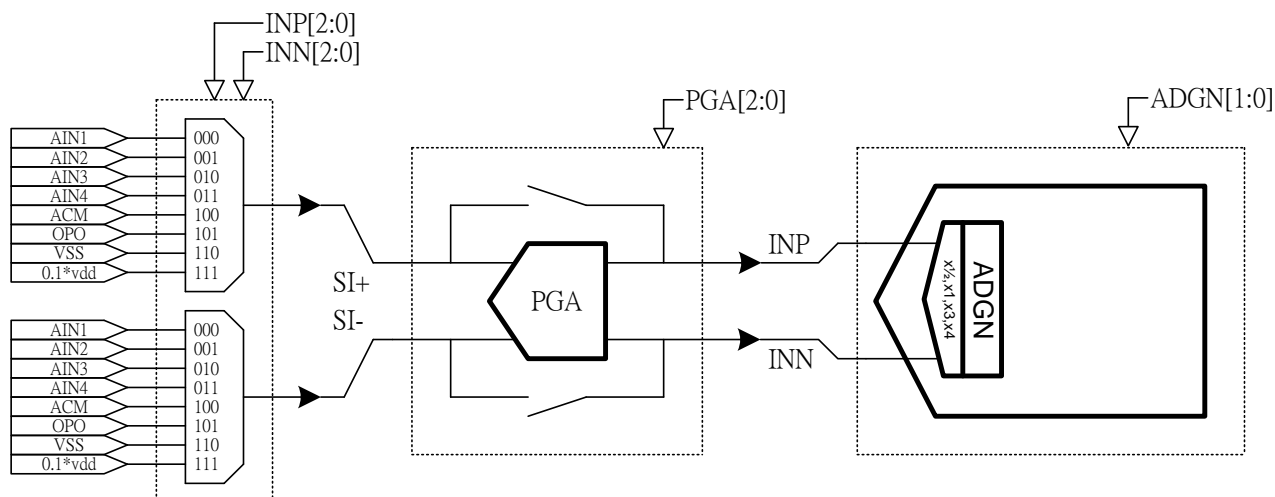 INP[2:0]
INN[2:0]
PGA[2:0]
ADGN[1:0]
AIN1 000
AIN2 001
AIN3 010
AIN4 011
ACM 100
OPO 101
VSS 110
0.1*vdd 111
SI+
SI-
PGA
INP
INN
ADGN
x½,x1,x3,x4
AIN1 000
AIN2 001
AIN3 010
AIN4 011
ACM 100
OPO 101
VSS 110
0.1*vdd 111